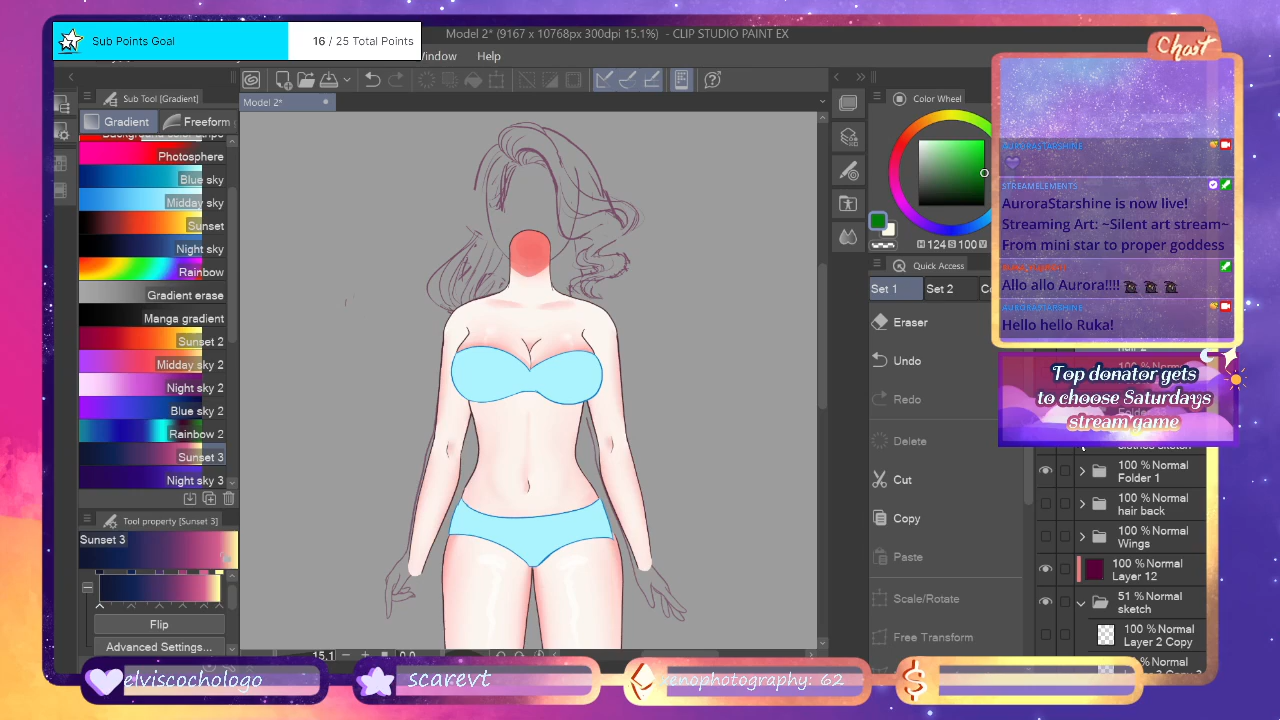 Sub Points Goal
16 / 25 Total Points
Model 2* (9167 x 10768px 300dpi 15.1%) - CLIP STUDIO PAINT EX
Help
Sub Tool [Gradient]
Model 2*
Color Wheel
Chat
Gradient
Freeform
Photosphere
Blue sky
Midday sky
Sunset
Night sky
Rainbow
Gradient erase
Manga gradient
Sunset 2
Midday sky 2
Night sky 2
Blue sky 2
Rainbow 2
Sunset 3
Night sky 3
Tool property [Sunset 3]
Sunset 3
Flip
Advanced Settings...
15.1
0.0
H 124 S 100 V
Quick Access
Set 1
Set 2
Eraser
Undo
Redo
Delete
Cut
Copy
Paste
Scale/Rotate
Free Transform
AURORASTARSHINE
STREAMELEMENTS
AuroraStarshine is now live!
Streaming Art: ~Silent art stream~
From mini star to proper goddess
Allo allo Aurora!!!!
AURORASTARSHINE
Hello hello Ruka!
Top donator gets
to choose Saturdays
stream game
100 % Normal
Folder 1
100 % Normal
hair back
100 % Normal
Wings
100 % Normal
Layer 12
51 % Normal
sketch
100 % Normal
Layer 2 Copy
elviscochologo
scarevt
enophotography: 62